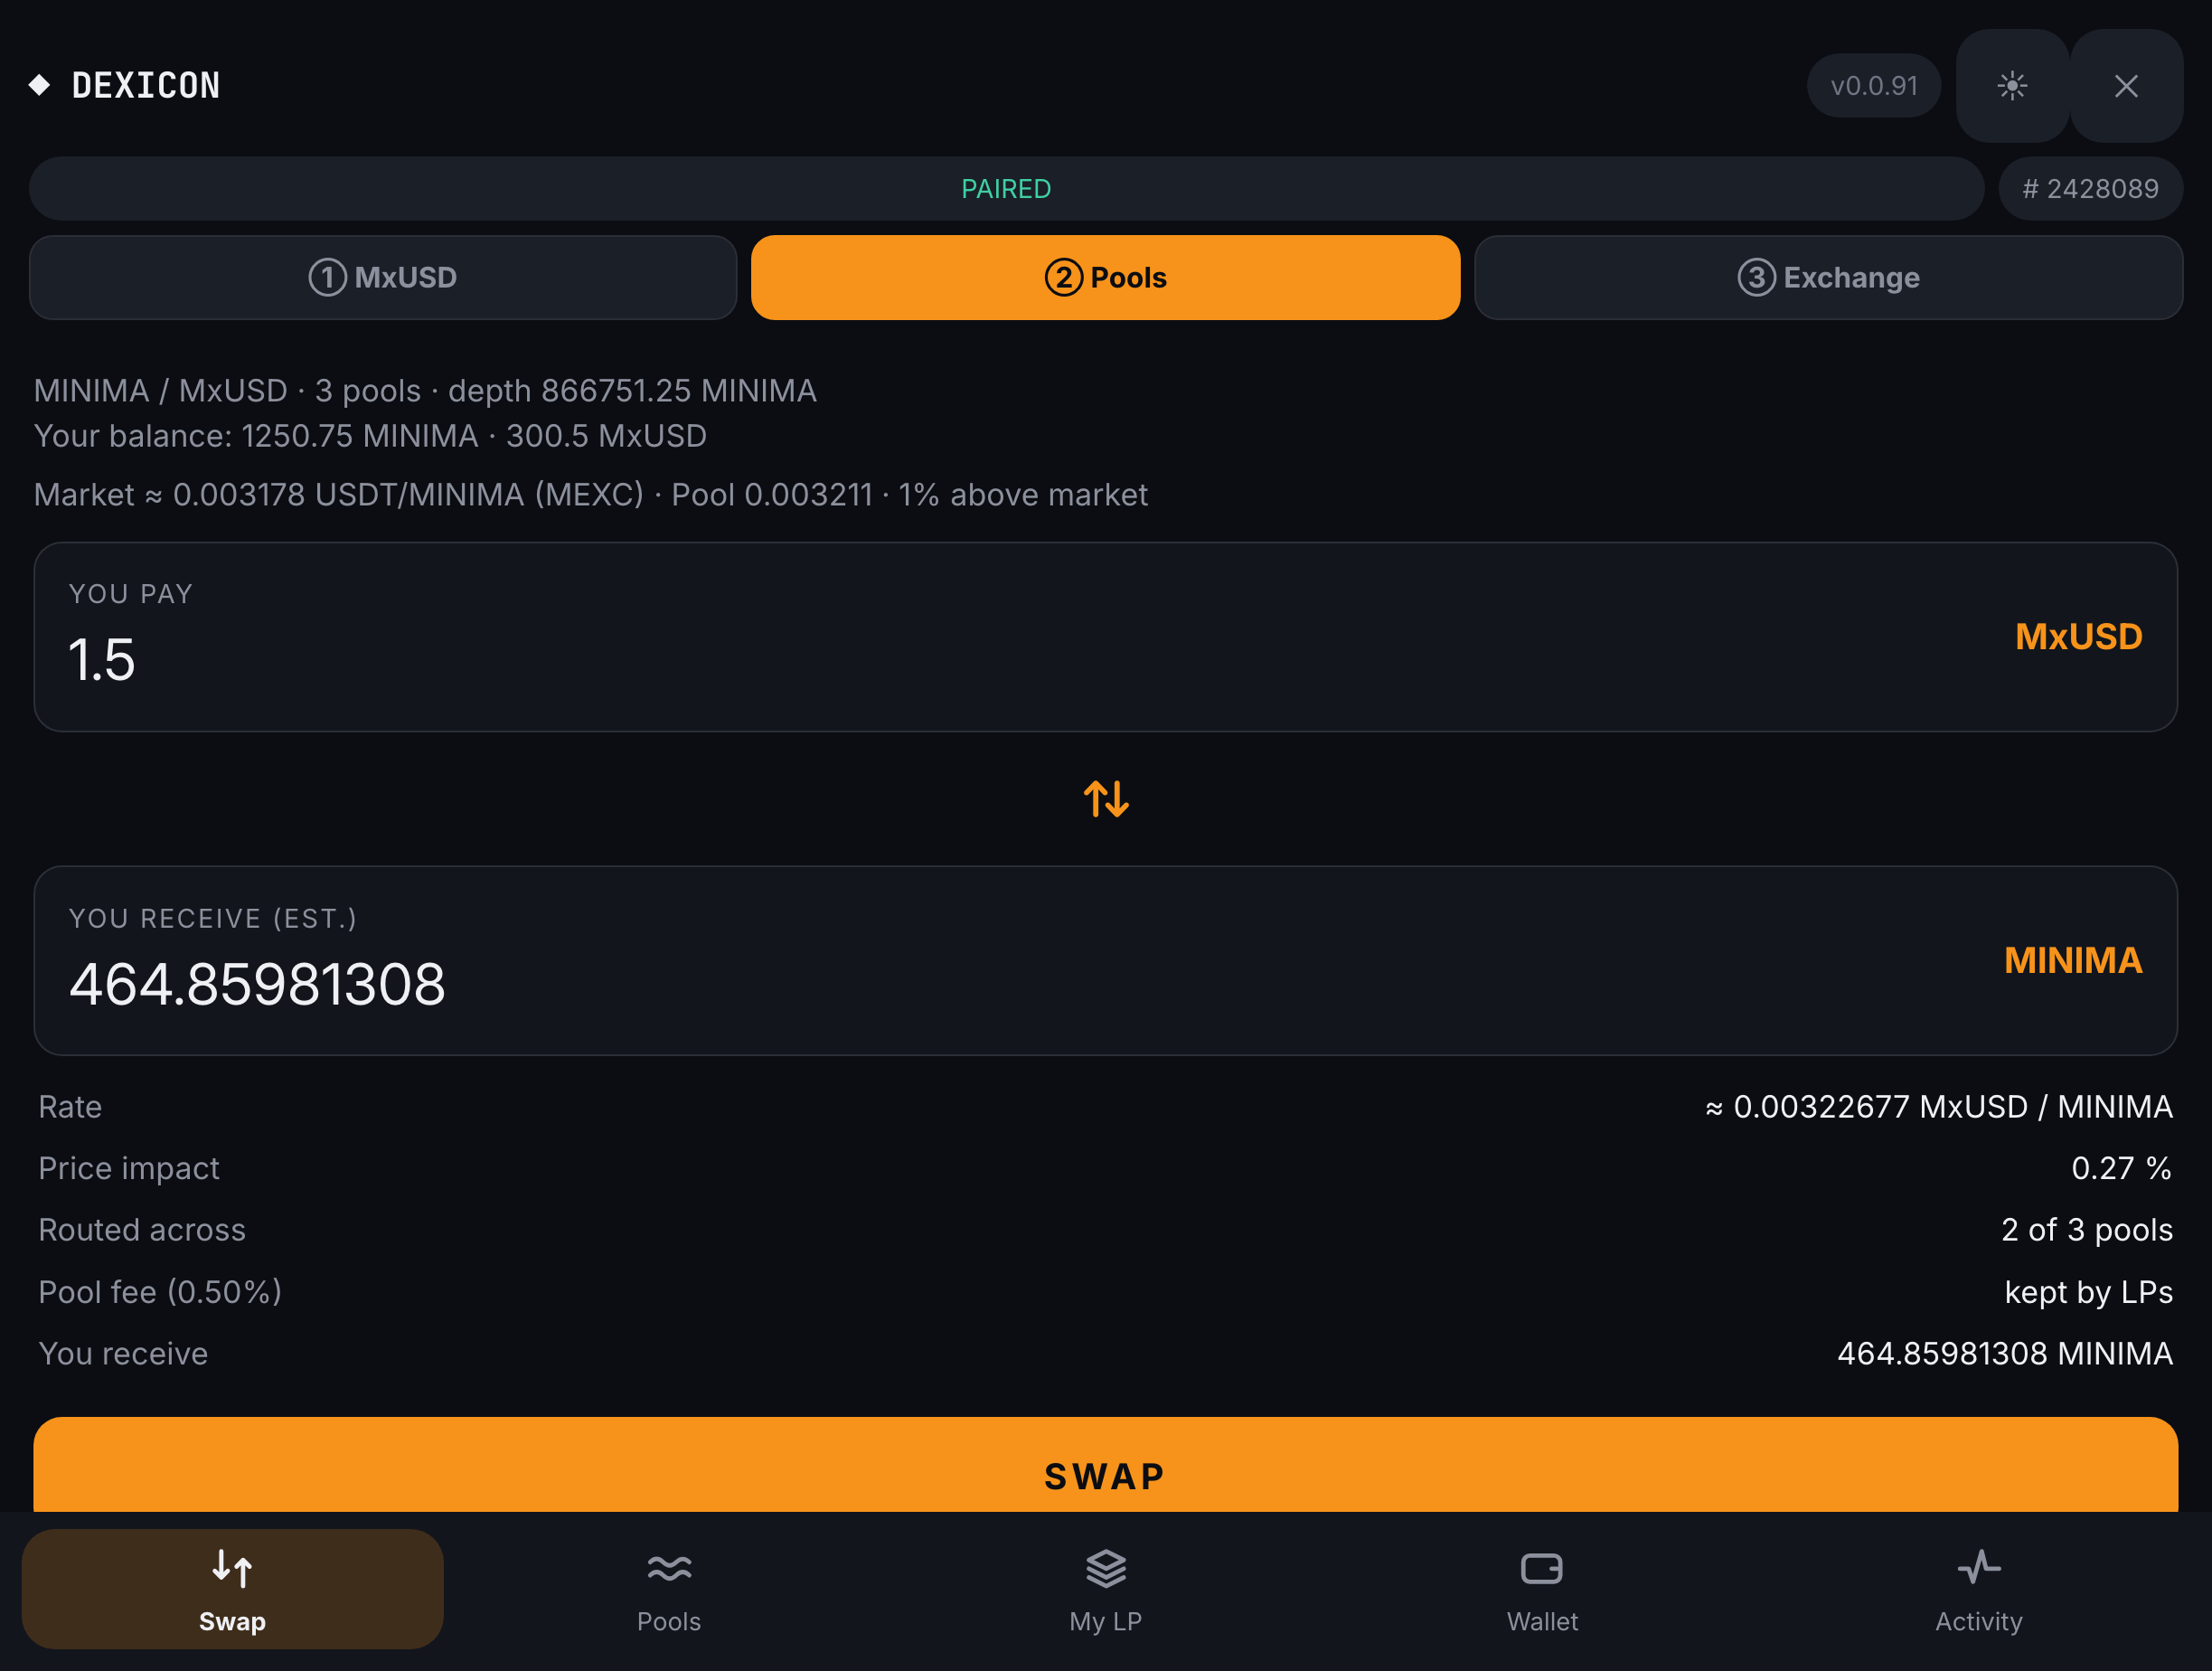 ◆ DEXICON
v0.0.91
PAIRED
# 2428089
① MxUSD
② Pools
③ Exchange
MINIMA / MxUSD · 3 pools · depth 866751.25 MINIMA
Your balance: 1250.75 MINIMA · 300.5 MxUSD
Market ≈ 0.003178 USDT/MINIMA (MEXC) · Pool 0.003211 · 1% above market
YOU PAY
1.5
MxUSD
YOU RECEIVE (EST.)
464.85981308
MINIMA
Rate ≈ 0.00322677 MxUSD / MINIMA
Price impact 0.27 %
Routed across 2 of 3 pools
Pool fee (0.50%) kept by LPs
You receive 464.85981308 MINIMA
SWAP
Swap
Pools
My LP
Wallet
Activity